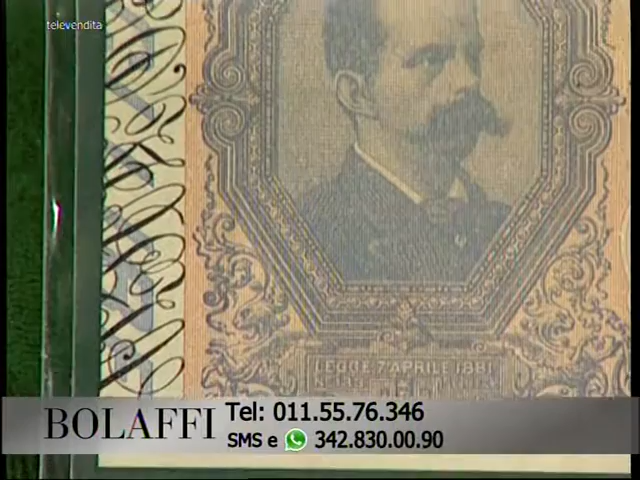 televendita
LEGGE 7 APRILE 1881
BOLAFFI
Tel: 011.55.76.346
SMS e 342.830.00.90